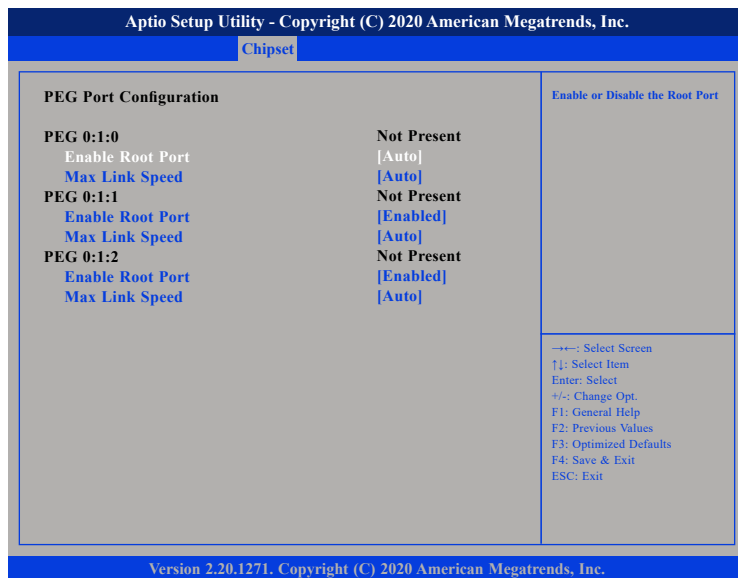 Aptio Setup Utility - Copyright (C) 2020 American Megatrends, Inc.
Chipset
PEG Port Configuration
PEG 0:1:0 Not Present
Enable Root Port [Auto]
Max Link Speed [Auto]
PEG 0:1:1 Not Present
Enable Root Port [Enabled]
Max Link Speed [Auto]
PEG 0:1:2 Not Present
Enable Root Port [Enabled]
Max Link Speed [Auto]
Enable or Disable the Root Port
→←: Select Screen
↑↓: Select Item
Enter: Select
+/-: Change Opt.
F1: General Help
F2: Previous Values
F3: Optimized Defaults
F4: Save & Exit
ESC: Exit
Version 2.20.1271. Copyright (C) 2020 American Megatrends, Inc.